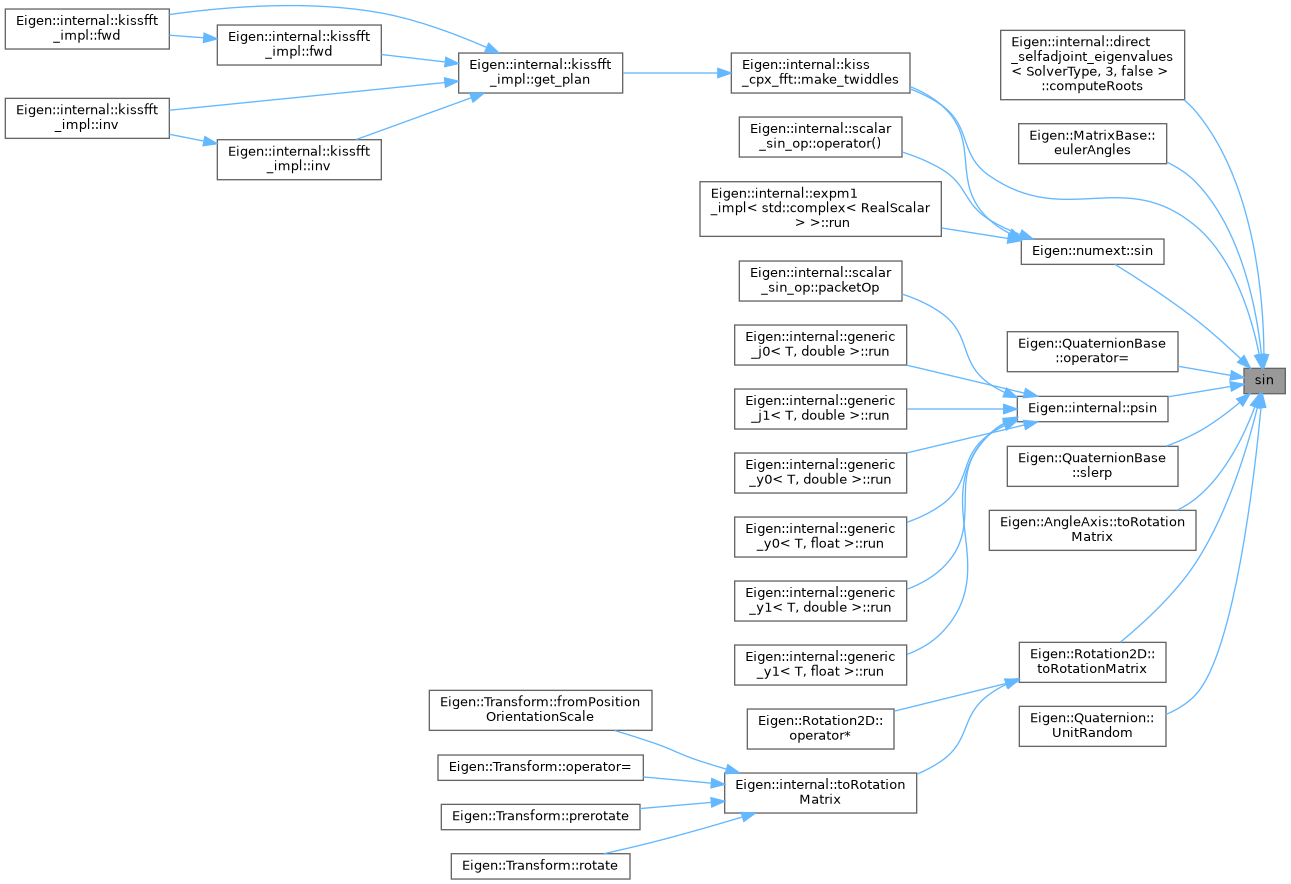 Eigen::internal::kissfft
_impl::fwd
Eigen::internal::kissfft
_impl::fwd
Eigen::internal::kissfft
_impl::inv
Eigen::internal::kissfft
_impl::inv
Eigen::internal::kissfft
_impl::get_plan
Eigen::internal::kiss
_cpx_fft::make_twiddles
Eigen::internal::scalar
_sin_op::operator()
Eigen::internal::expm1
_impl< std::complex< RealScalar
> >::run
Eigen::internal::scalar
_sin_op::packetOp
Eigen::internal::generic
_j0< T, double >::run
Eigen::internal::generic
_j1< T, double >::run
Eigen::internal::generic
_y0< T, double >::run
Eigen::internal::generic
_y0< T, float >::run
Eigen::internal::generic
_y1< T, double >::run
Eigen::internal::generic
_y1< T, float >::run
Eigen::Rotation2D::
operator*
Eigen::internal::toRotation
Matrix
Eigen::Transform::fromPosition
OrientationScale
Eigen::Transform::operator=
Eigen::Transform::prerotate
Eigen::Transform::rotate
Eigen::internal::direct
_selfadjoint_eigenvalues
< SolverType, 3, false >
::computeRoots
Eigen::MatrixBase::
eulerAngles
Eigen::numext::sin
Eigen::QuaternionBase
::operator=
Eigen::internal::psin
Eigen::QuaternionBase
::slerp
Eigen::AngleAxis::toRotation
Matrix
Eigen::Rotation2D::
toRotationMatrix
Eigen::Quaternion::
UnitRandom
sin